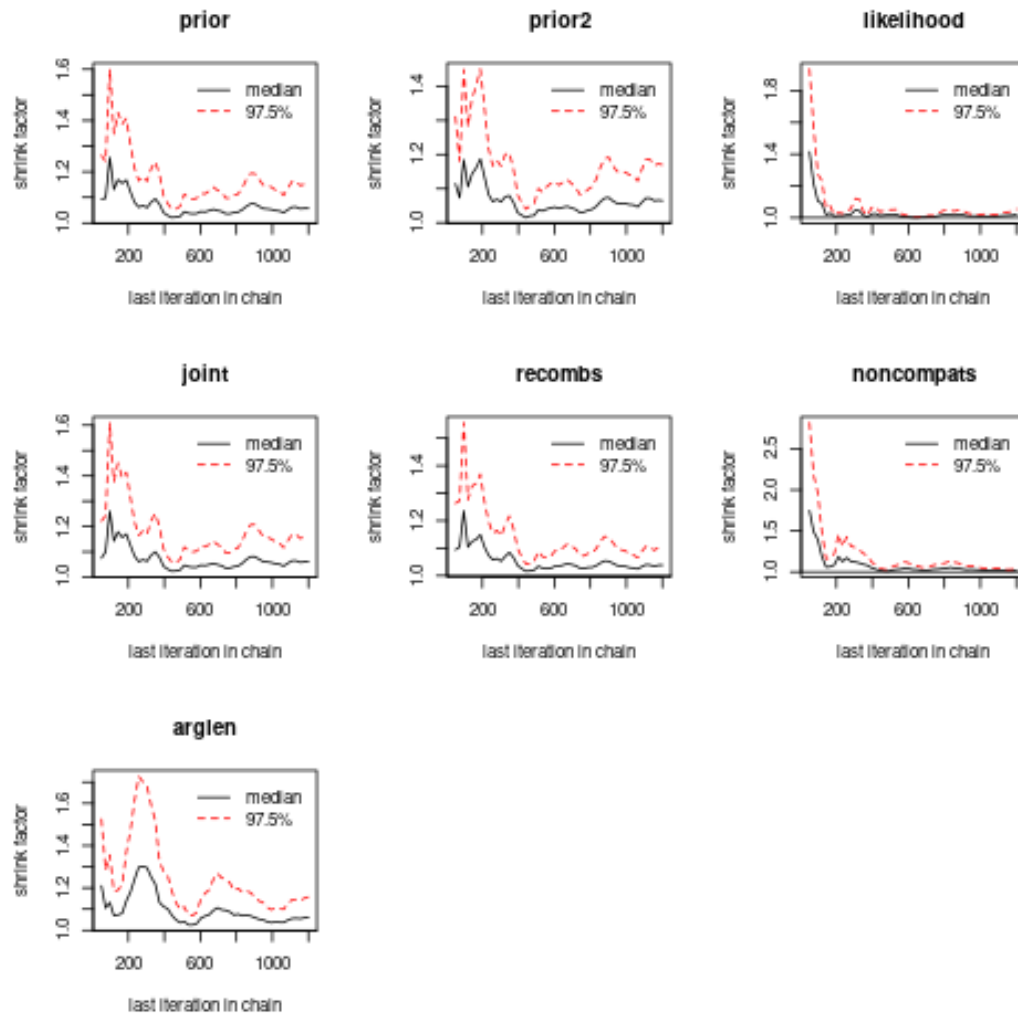 prior
shrink factor
1.0 1.2 1.4 1.6
median
97.5%
200 600 1000
last iteration in chain
prior2
shrink factor
1.0 1.2 1.4
median
97.5%
200 600 1000
last iteration in chain
likelihood
shrink factor
1.0 1.4 1.8
median
97.5%
200 600 1000
last iteration in chain
joint
shrink factor
1.0 1.2 1.4 1.6
median
97.5%
200 600 1000
last iteration in chain
recombs
shrink factor
1.0 1.2 1.4
median
97.5%
200 600 1000
last iteration in chain
noncompats
shrink factor
1.0 1.5 2.0 2.5
median
97.5%
200 600 1000
last iteration in chain
arglen
shrink factor
1.0 1.2 1.4 1.6
median
97.5%
200 600 1000
last iteration in chain